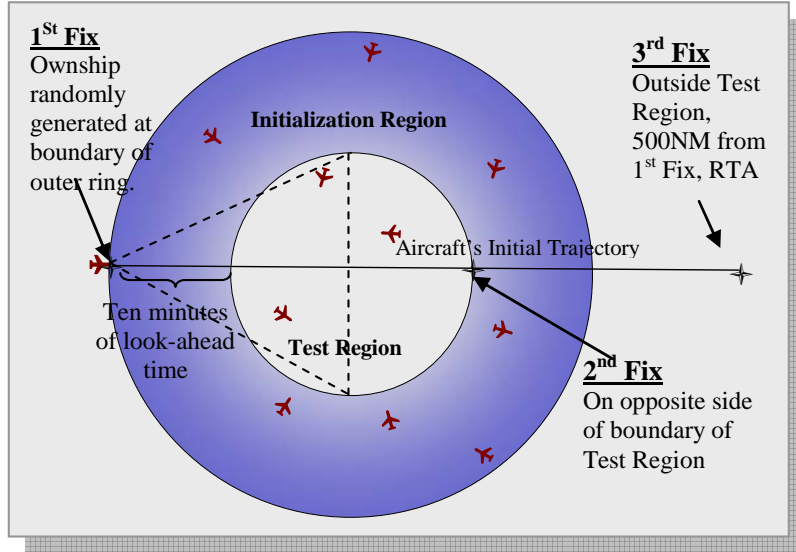 1St Fix
Ownship
randomly
generated at
boundary of
outer ring.
Initialization Region
3rd Fix
Outside Test
Region,
500NM from
1st Fix, RTA
Aircraft's Initial Trajectory
Ten minutes
of look-ahead
time
Test Region
2nd Fix
On opposite side
of boundary of
Test Region